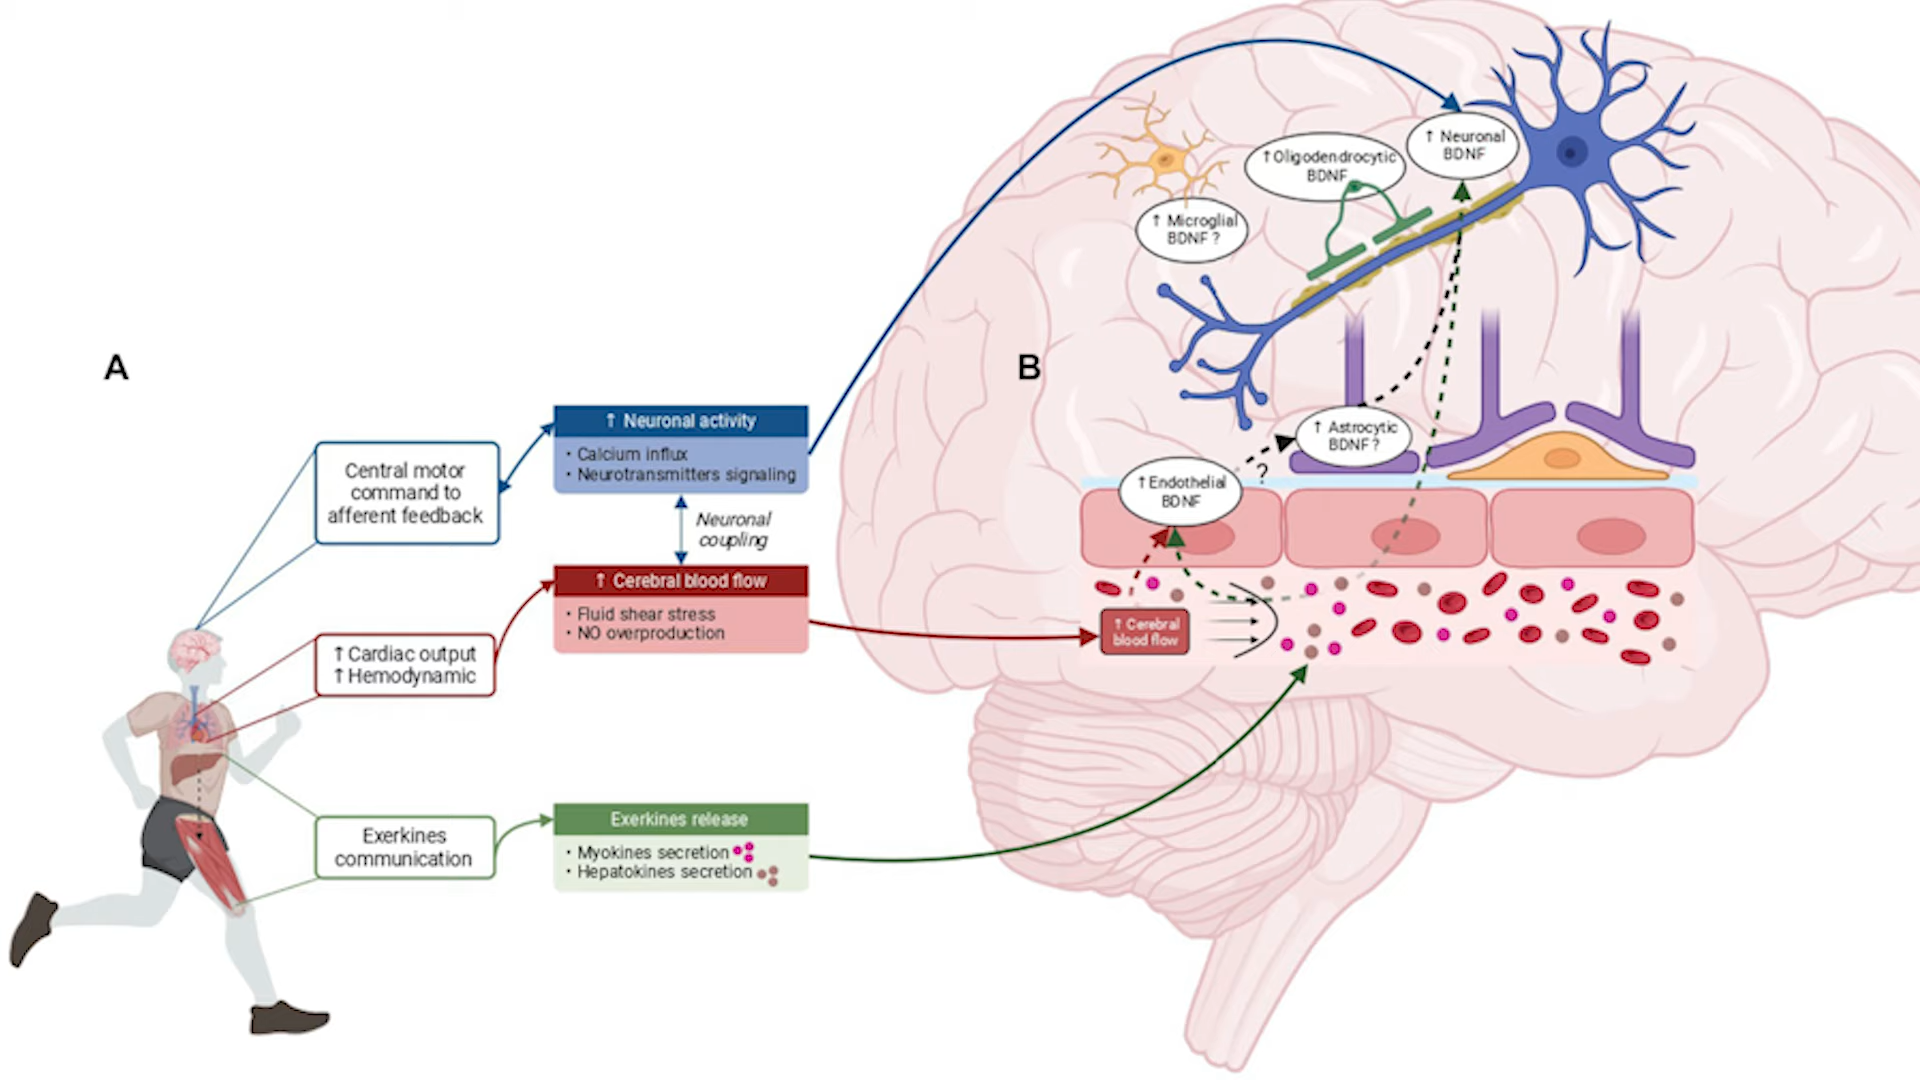 A
Central motor
command to
afferent feedback
↑ Neuronal activity
• Calcium influx
• Neurotransmitters signaling
Neuronal
coupling
↑ Cardiac output
↑ Hemodynamic
↑ Cerebral blood flow
• Fluid shear stress
• NO overproduction
Exerkines
communication
Exerkines release
• Myokines secretion
• Hepatokines secretion
B
↑ Neuronal
BDNF
↑Oligodendrocytic
BDNF
↑ Microglial
BDNF ?
↑ Astrocytic
BDNF ?
?
↑ Endothelial
BDNF
↑ Cerebral
blood flow